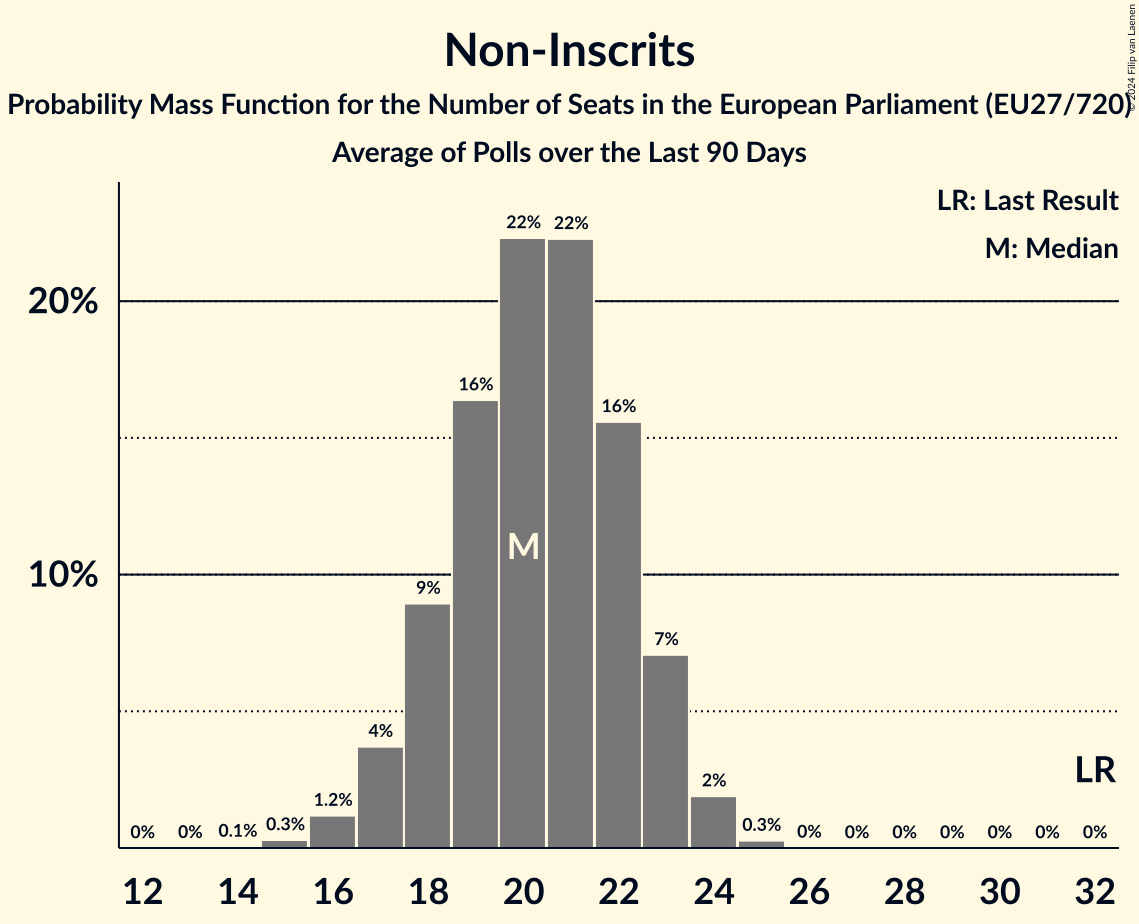 Non-Inscrits
Probability Mass Function for the Number of Seats in the European Parliament (EU27/720)
Average of Polls over the Last 90 Days
© 2024 Filip van Laenen
LR: Last Result
M: Median
20%
10%
0% 0% 0.1% 0.3% 1.2% 4% 9% 16% 22% 22% 16% 7% 2% 0.3% 0% 0% 0% 0% 0% 0% 0%
M
LR
12 14 16 18 20 22 24 26 28 30 32